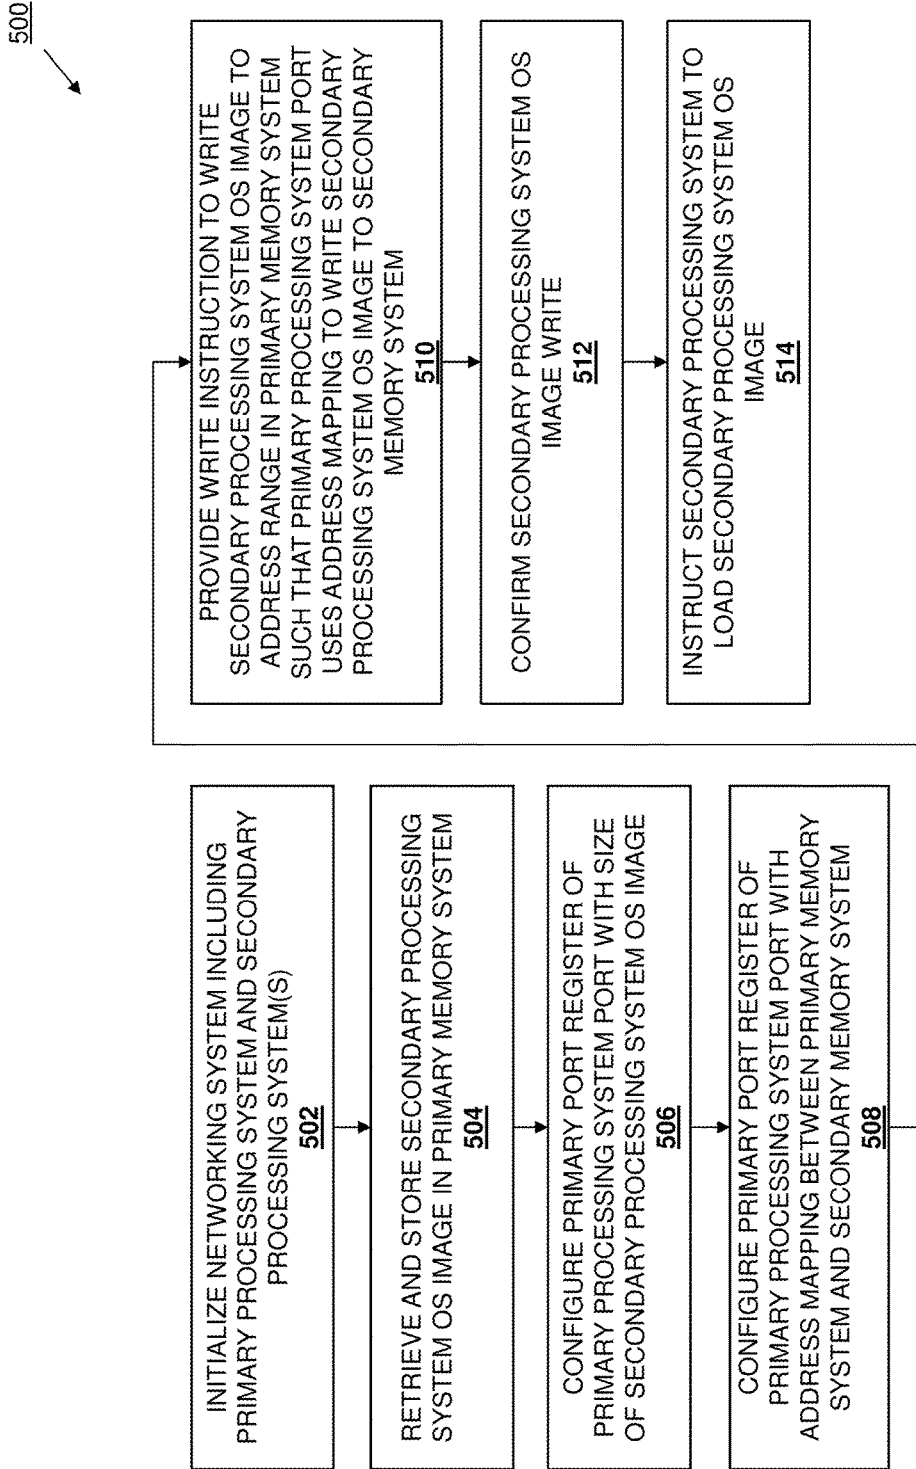 500
INITIALIZE NETWORKING SYSTEM INCLUDING
PRIMARY PROCESSING SYSTEM AND SECONDARY
PROCESSING SYSTEM(S)
502
RETRIEVE AND STORE SECONDARY PROCESSING
SYSTEM OS IMAGE IN PRIMARY MEMORY SYSTEM
504
CONFIGURE PRIMARY PORT REGISTER OF
PRIMARY PROCESSING SYSTEM PORT WITH SIZE
OF SECONDARY PROCESSING SYSTEM OS IMAGE
506
CONFIGURE PRIMARY PORT REGISTER OF
PRIMARY PROCESSING SYSTEM PORT WITH
ADDRESS MAPPING BETWEEN PRIMARY MEMORY
SYSTEM AND SECONDARY MEMORY SYSTEM
508
PROVIDE WRITE INSTRUCTION TO WRITE
SECONDARY PROCESSING SYSTEM OS IMAGE TO
ADDRESS RANGE IN PRIMARY MEMORY SYSTEM
SUCH THAT PRIMARY PROCESSING SYSTEM PORT
USES ADDRESS MAPPING TO WRITE SECONDARY
PROCESSING SYSTEM OS IMAGE TO SECONDARY
MEMORY SYSTEM
510
CONFIRM SECONDARY PROCESSING SYSTEM OS
IMAGE WRITE
512
INSTRUCT SECONDARY PROCESSING SYSTEM TO
LOAD SECONDARY PROCESSING SYSTEM OS
IMAGE
514